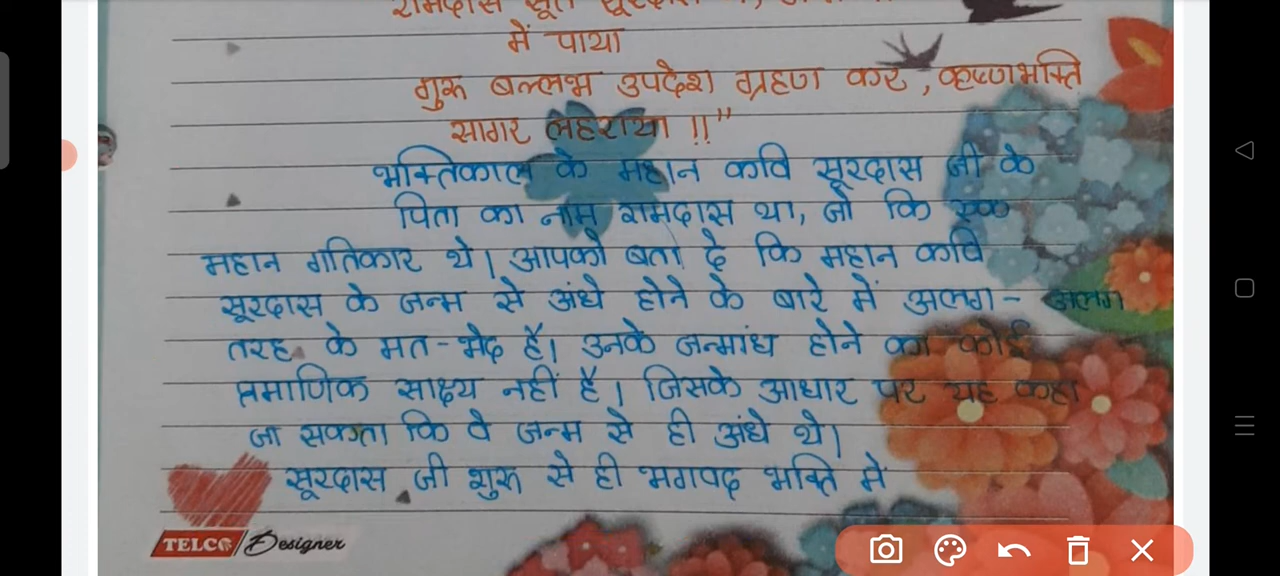 रामदास सूत सूरदास
में पाया
गुरू बल्लभ उपदेश ग्रहण कर, कृष्णभक्ति
सागर लहराया !!"
भक्तिकाल के महान कवि सूरदास जी के
पिता का नाम रामदास था, जो कि एक
महान गीतिकार थे। आपको बता दे कि महान कवि
सूरदास के जन्म से अंधे होने के बारे में अलग - अलग
तरह के मत-भेद है। उनके जन्मांध होने का कोई
प्रमाणिक साक्ष्य नहीं है। जिसके आधार पर यह कहा
जा सकता कि वे जन्म से ही अंधे थे।
सूरदास जी शुरू से ही भगवद भक्ति में
TELCO Designer